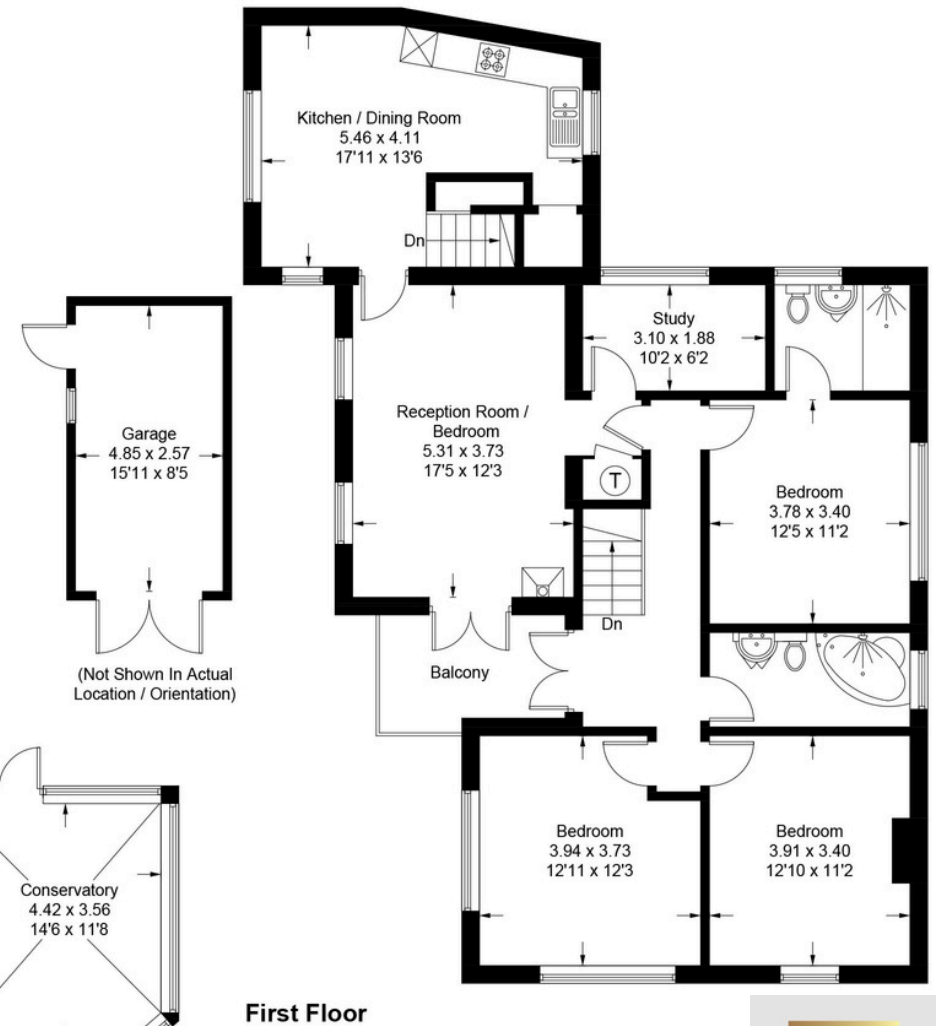 Kitchen / Dining Room
5.46 x 4.11
17'11 x 13'6
Dn
Study
3.10 x 1.88
10'2 x 6'2
Garage
4.85 x 2.57
15'11 x 8'5
(Not Shown In Actual
Location / Orientation)
Reception Room /
Bedroom
5.31 x 3.73
17'5 x 12'3
T
Bedroom
3.78 x 3.40
12'5 x 11'2
Dn
Balcony
Bedroom
3.94 x 3.73
12'11 x 12'3
Bedroom
3.91 x 3.40
12'10 x 11'2
Conservatory
4.42 x 3.56
14'6 x 11'8
First Floor